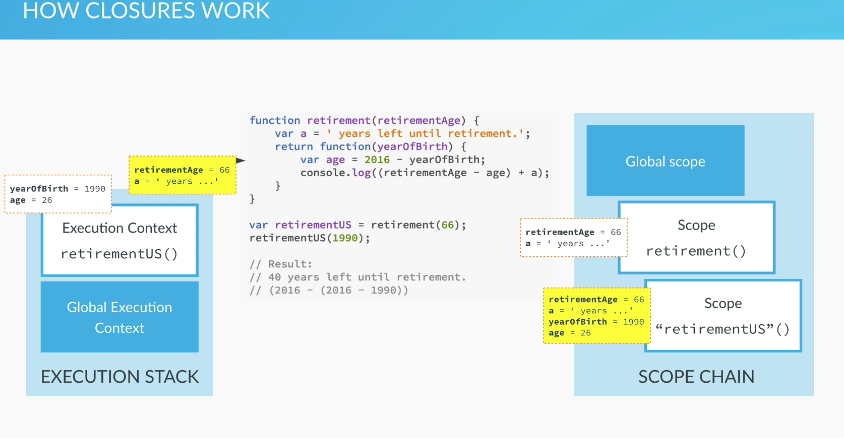 HOW CLOSURES WORK
function retirement(retirementAge) {
var a = ' years left until retirement.';
return function(yearOfBirth) {
var age = 2016 - yearOfBirth;
console.log((retirementAge - age) + a);
}
}
var retirementUS = retirement(66);
retirementUS(1990);
// Result:
// 40 years left until retirement.
// (2016 - (2016 - 1990))
retirementAge = 66
a = ' years ...'
yearOfBirth = 1990
age = 26
Execution Context
retirementUS()
Global Execution
Context
EXECUTION STACK
Global scope
retirementAge = 66
a = ' years ...'
Scope
retirement()
retirementAge = 66
a = ' years ...'
yearOfBirth = 1990
age = 26
Scope
“retirementUS”()
SCOPE CHAIN